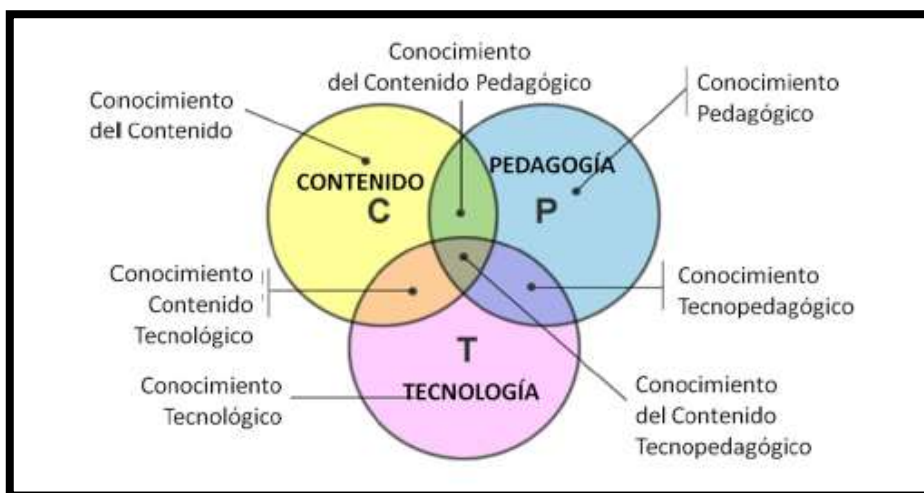 Conocimiento
del Contenido Pedagógico
Conocimiento
Pedagógico
Conocimiento
del Contenido
CONTENIDO
C
PEDAGOGÍA
P
Conocimiento
Contenido
Tecnológico
Conocimiento
Tecnopedagógico
T
TECNOLOGÍA
Conocimiento
Tecnológico
Conocimiento
del Contenido
Tecnopedagógico